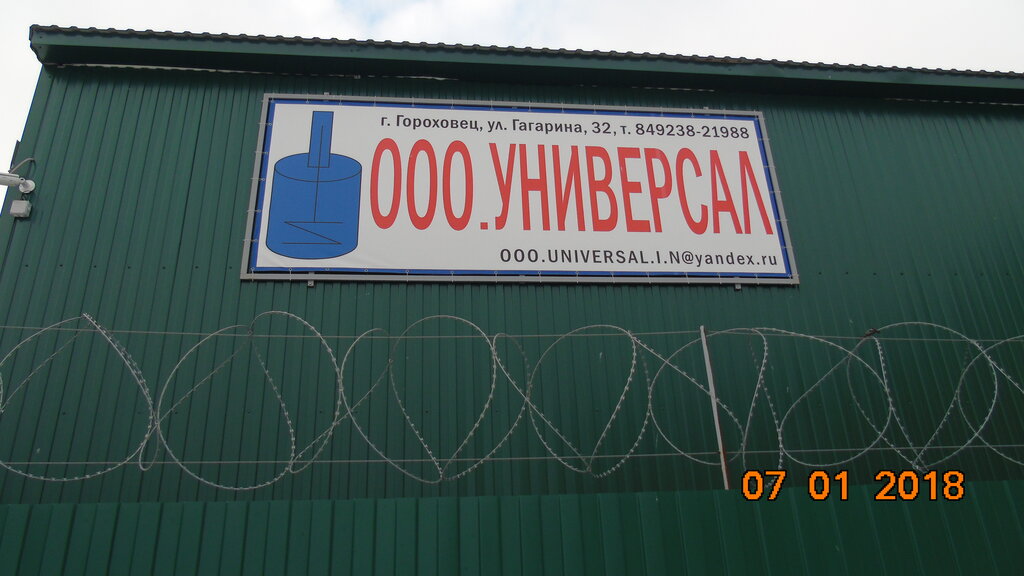 г. Гороховец, ул. Гагарина, 32, т. 849238-21988
ООО.УНИВЕРСАЛ
OOO.UNIVERSAL.I.N@yandex.ru
07 01 2018